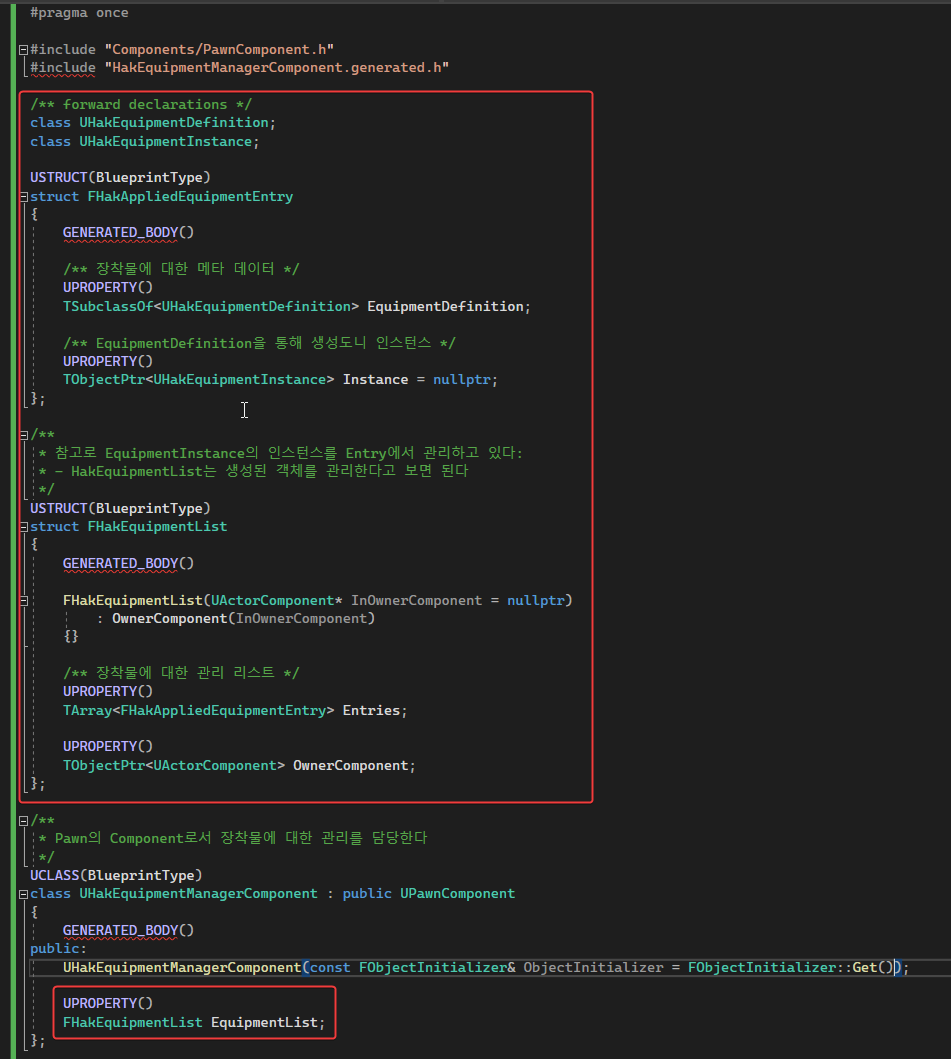 #pragma once
#include "Components/PawnComponent.h"
#include "HakEquipmentManagerComponent.generated.h"
/** forward declarations */
class UHakEquipmentDefinition;
class UHakEquipmentInstance;
USTRUCT(BlueprintType)
struct FHakAppliedEquipmentEntry
{
GENERATED_BODY()
/** 장착물에 대한 메타 데이터 */
UPROPERTY()
TSubclassOf<UHakEquipmentDefinition> EquipmentDefinition;
/** EquipmentDefinition을 통해 생성도니 인스턴스 */
UPROPERTY()
TObjectPtr<UHakEquipmentInstance> Instance = nullptr;
};
/**
* 참고로 EquipmentInstance의 인스턴스를 Entry에서 관리하고 있다:
* - HakEquipmentList는 생성된 객체를 관리한다고 보면 된다
*/
USTRUCT(BlueprintType)
struct FHakEquipmentList
{
GENERATED_BODY()
FHakEquipmentList(UActorComponent* InOwnerComponent = nullptr)
: OwnerComponent(InOwnerComponent)
{}
/** 장착물에 대한 관리 리스트 */
UPROPERTY()
TArray<FHakAppliedEquipmentEntry> Entries;
UPROPERTY()
TObjectPtr<UActorComponent> OwnerComponent;
};
/**
* Pawn의 Component로서 장착물에 대한 관리를 담당한다
*/
UCLASS(BlueprintType)
class UHakEquipmentManagerComponent : public UPawnComponent
{
GENERATED_BODY()
public:
UHakEquipmentManagerComponent(const FObjectInitializer& ObjectInitializer = FObjectInitializer::Get());
UPROPERTY()
FHakEquipmentList EquipmentList;
};